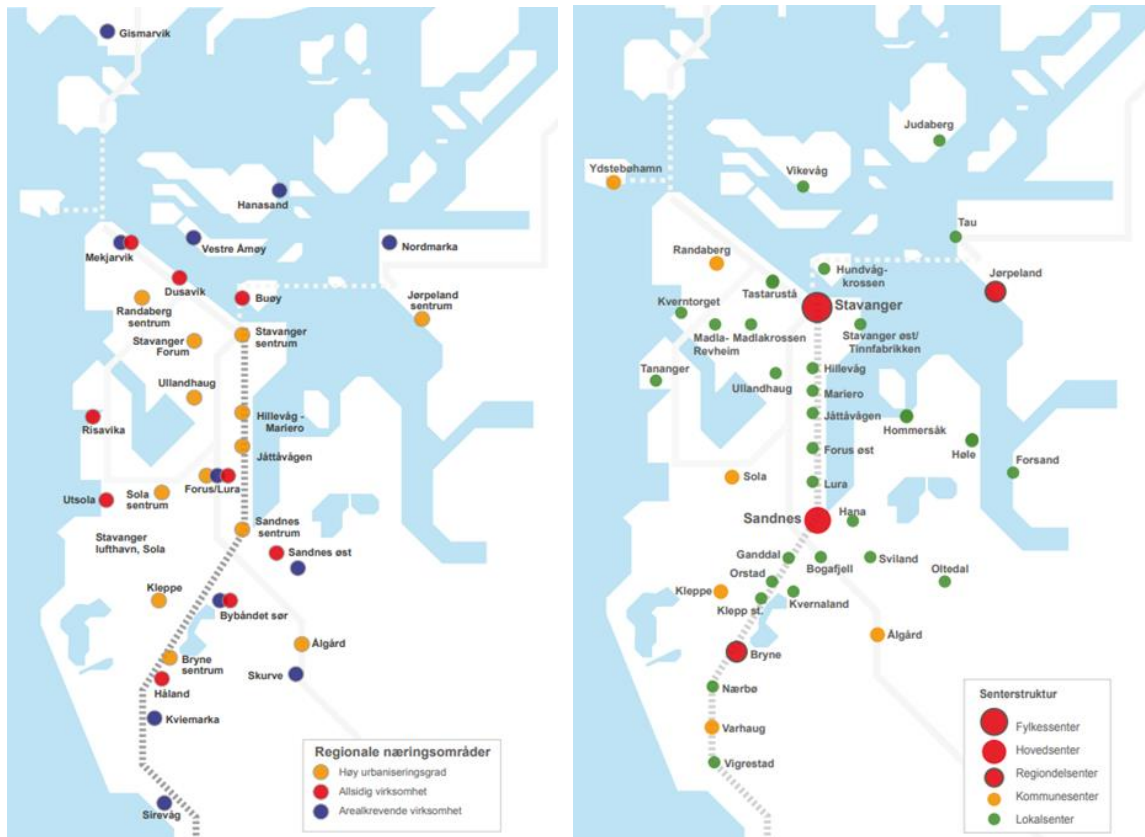 Gismarvik
Hanasand
Mekjarvik
Vestre Åmøy
Nordmarka
Dusavik
Buøy
Randaberg
sentrum
Jørpeland
sentrum
Stavanger
Forum
Stavanger
sentrum
Ullandhaug
Risavika
Hillevåg -
Mariero
Jåttåvågen
Forus/Lura
Utsola
Sola
sentrum
Stavanger
lufthavn, Sola
Sandnes
sentrum
Sandnes øst
Kleppe
Bybåndet sør
Ålgård
Bryne
sentrum
Skurve
Håland
Kviemarka
Sirevåg
Regionale næringsområder
Høy urbaniseringsgrad
Allsidig virksomhet
Arealkrevende virksomhet
Judaberg
Ydstebøhamn
Vikevåg
Tau
Randaberg
Hundvåg-
krossen
Jørpeland
Tastarustå
Stavanger
Kverntorget
Madla-
Revheim
Madlakrossen
Stavanger øst/
Tinnfabrikken
Tananger
Ullandhaug
Hillevåg
Mariero
Jåttåvågen
Hommersåk
Høle
Forsand
Forus øst
Sola
Lura
Sandnes
Hana
Ganddal
Bogafjell
Sviland
Oltedal
Orstad
Kleppe
Klepp st.
Kvernaland
Ålgård
Bryne
Nærbø
Varhaug
Vigrestad
Senterstruktur
Fylkessenter
Hovedsenter
Regiondelsenter
Kommunesenter
Lokalsenter